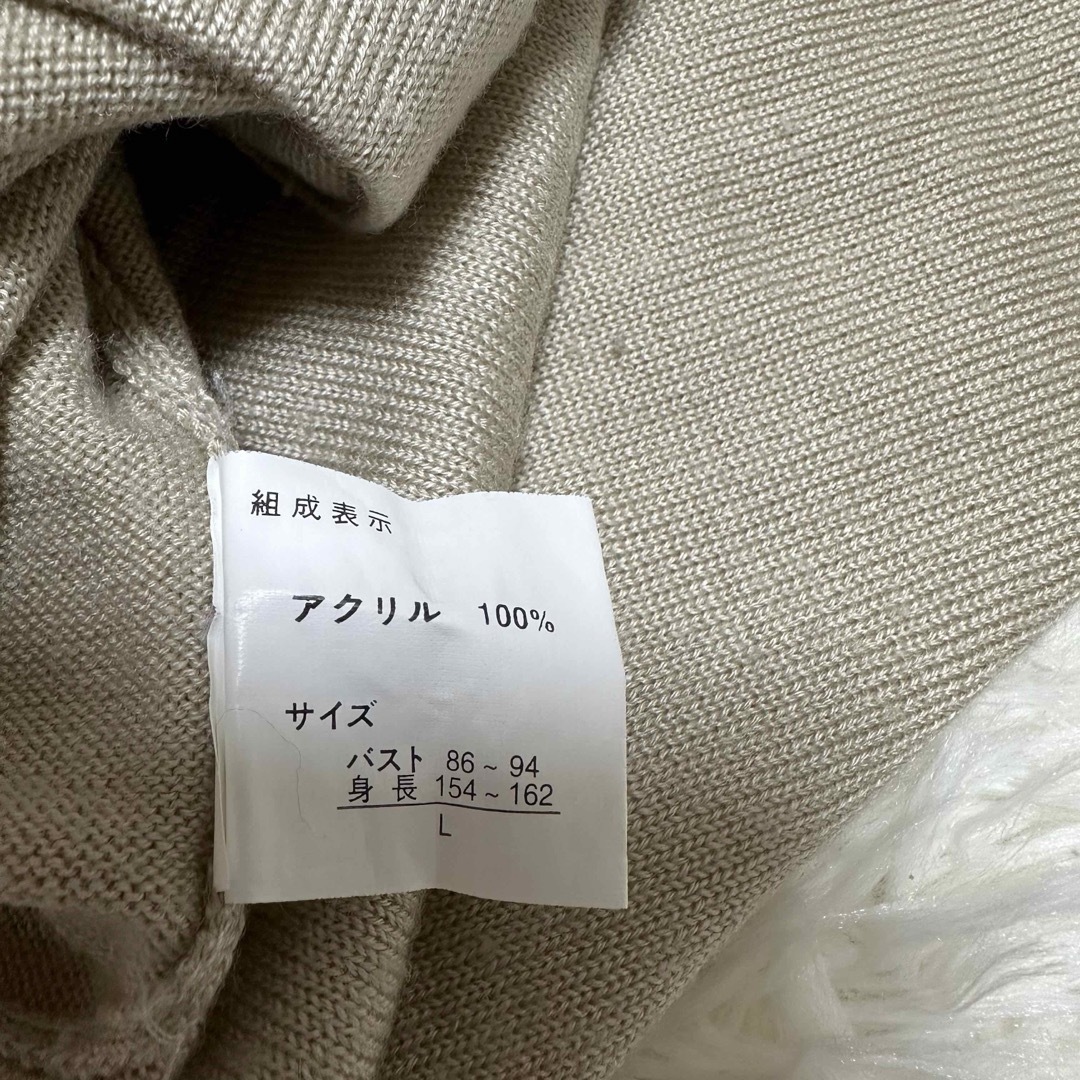 組成表示
アクリル 100%
サイズ
バスト 86~94
身長 154~162
L